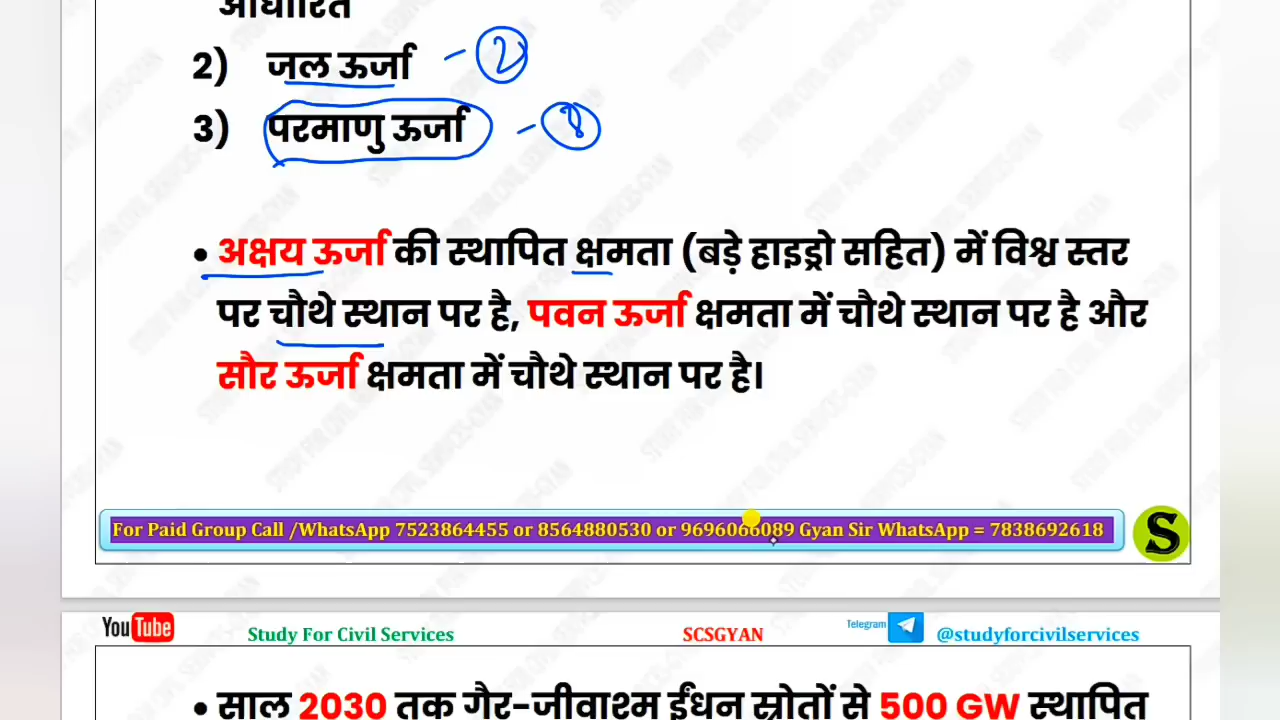 आधारित
2) जल ऊर्जा - 2
3) परमाणु ऊर्जा - 8
• अक्षय ऊर्जा की स्थापित क्षमता (बड़े हाइड्रो सहित) में विश्व स्तर
पर चौथे स्थान पर है, पवन ऊर्जा क्षमता में चौथे स्थान पर है और
सौर ऊर्जा क्षमता में चौथे स्थान पर है।
For Paid Group Call /WhatsApp 7523864455 or 8564880530 or 9696066089 Gyan Sir WhatsApp = 7838692618
S
YouTube Study For Civil Services SCSGYAN Telegram @studyforcivilservices
• साल 2030 तक गैर-जीवाश्म ईंधन स्रोतों से 500 GW स्थापित